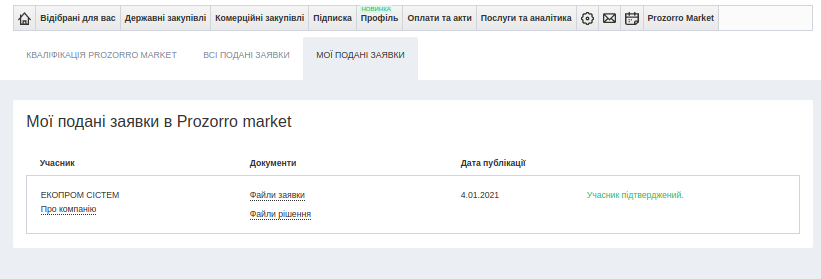 НОВИНКА
Відібрані для вас Державні закупівлі Комерційні закупівлі Підписка Профіль Оплати та акти Послуги та аналітика Prozorro Market
КВАЛІФІКАЦІЯ PROZORRO MARKET ВСІ ПОДАНІ ЗАЯВКИ МОЇ ПОДАНІ ЗАЯВКИ
Мої подані заявки в Prozorro market
Учасник Документи Дата публікації
ЕКОПРОМ СІСТЕМ Файли заявки 4.01.2021 Учасник підтверджений.
Про компанію
Файли рішення